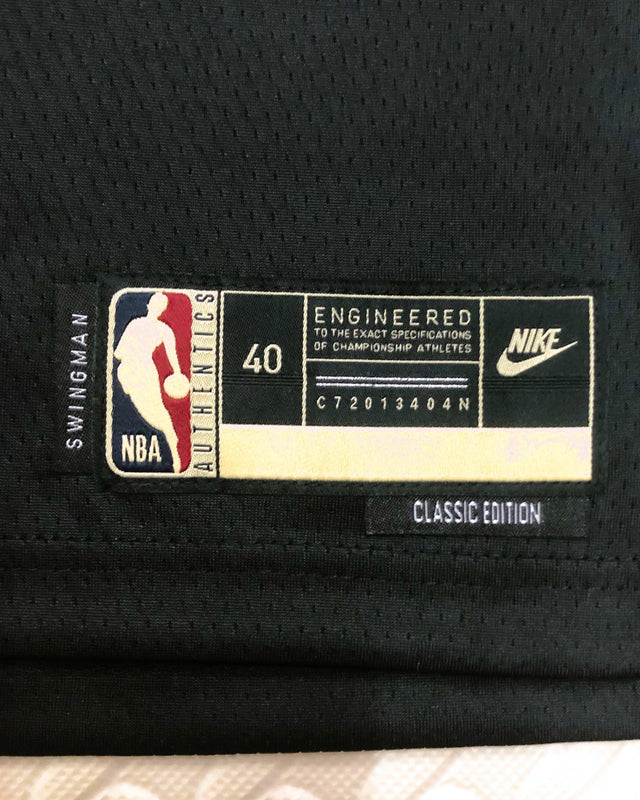 SWINGMAN
NBA
AUTHENTICS
40
ENGINEERED
TO THE EXACT SPECIFICATIONS
OF CHAMPIONSHIP ATHLETES
C72013404N
NIKE
CLASSIC EDITION